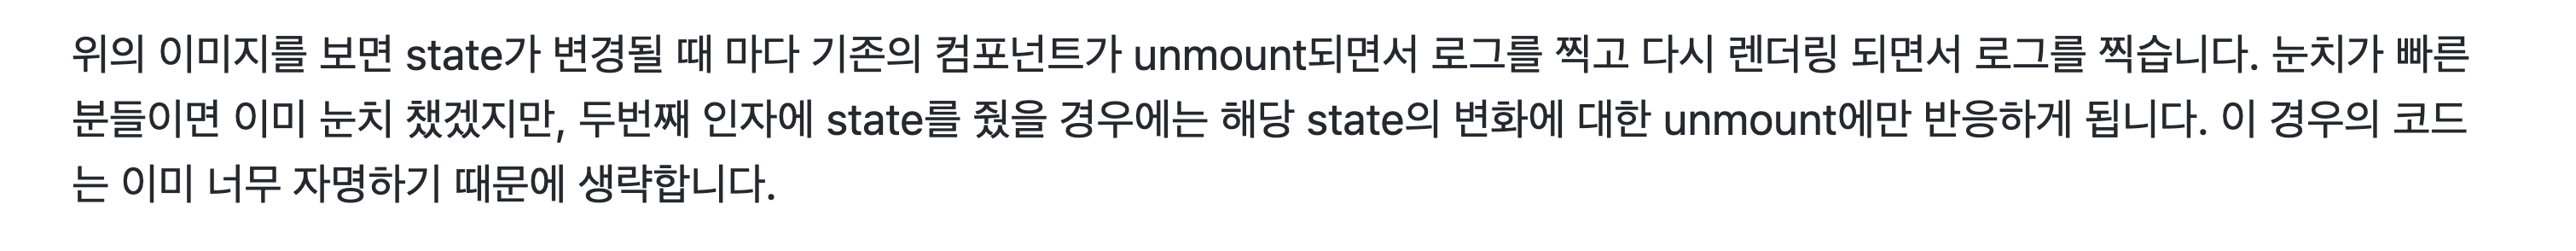 위의 이미지를 보면 state가 변경될 때 마다 기존의 컴포넌트가 unmount되면서 로그를 찍고 다시 렌더링 되면서 로그를 찍습니다. 눈치가 빠른
분들이면 이미 눈치 챘겠지만, 두번째 인자에 state를 줬을 경우에는 해당 state의 변화에 대한 unmount에만 반응하게 됩니다. 이 경우의 코드
는 이미 너무 자명하기 때문에 생략합니다.